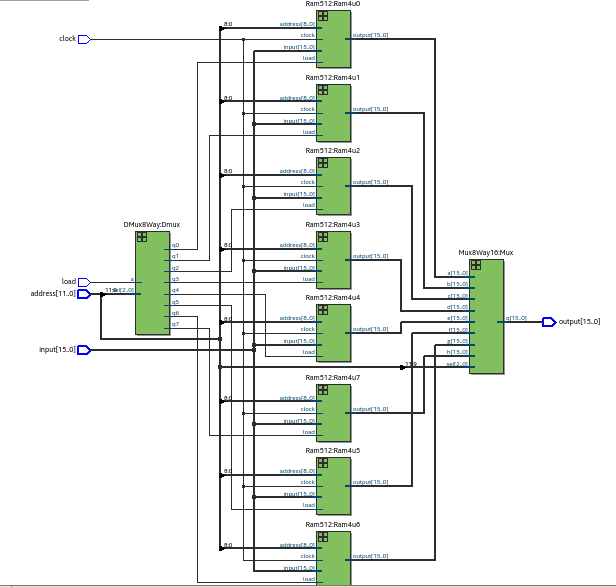 Ram512:Ram4u0
8:0
address[8..0]
clock
clock
output[15..0]
input[15..0]
load
Ram512:Ram4u1
8:0
address[8..0]
clock
output[15..0]
input[15..0]
load
Ram512:Ram4u2
8:0
address[8..0]
clock
output[15..0]
input[15..0]
load
DMux8Way:Dmux
q0
q1
q2
a
q3
sel[2..0]
q4
q5
q6
q7
load
address[11..0]
input[15..0]
Ram512:Ram4u3
8:0
address[8..0]
clock
output[15..0]
input[15..0]
load
Ram512:Ram4u4
8:0
address[8..0]
clock
output[15..0]
input[15..0]
load
Mux8Way16:Mux
a[15..0]
b[15..0]
c[15..0]
d[15..0]
e[15..0]
f[15..0]
g[15..0]
h[15..0]
11:9
sel[2..0]
q[15..0]
output[15..0]
Ram512:Ram4u7
8:0
address[8..0]
clock
output[15..0]
input[15..0]
load
Ram512:Ram4u5
8:0
address[8..0]
clock
output[15..0]
input[15..0]
load
Ram512:Ram4u6
8:0
address[8..0]
clock
output[15..0]
input[15..0]
load